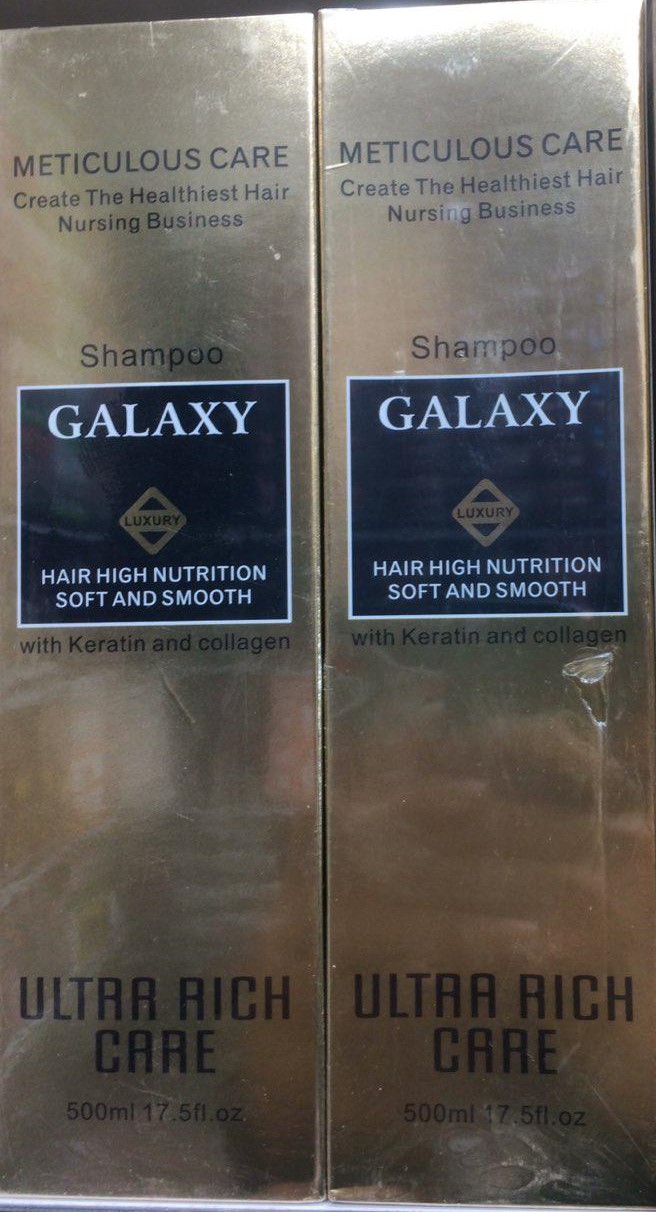 METICULOUS CARE
Create The Healthiest Hair
Nursing Business
Shampoo
GALAXY
LUXURY
HAIR HIGH NUTRITION
SOFT AND SMOOTH
with Keratin and collagen
ULTRA RICH
CARE
500ml 17.5fl.oz
METICULOUS CARE
Create The Healthiest Hair
Nursing Business
Shampoo
GALAXY
LUXURY
HAIR HIGH NUTRITION
SOFT AND SMOOTH
with Keratin and collagen
ULTRA RICH
CARE
500ml 17.5fl.oz